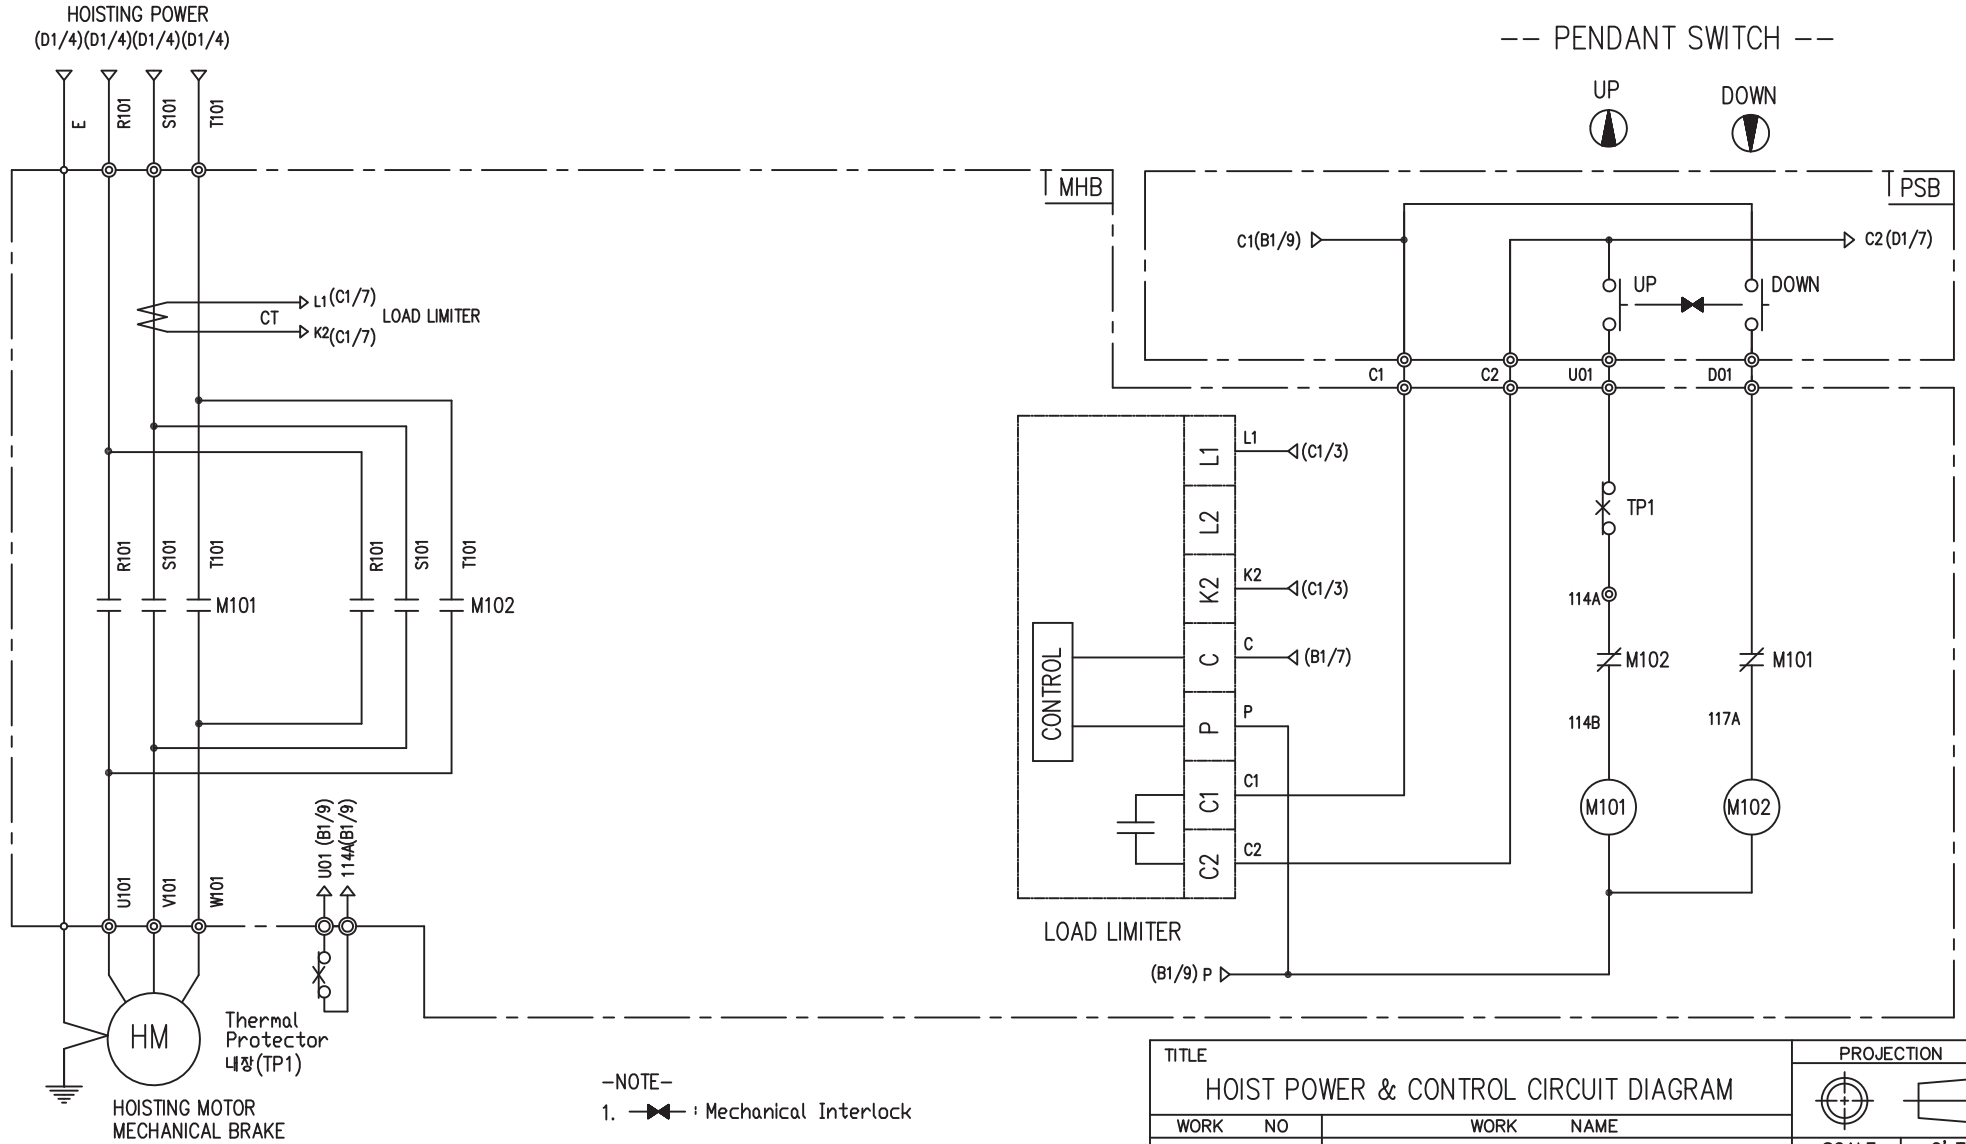 HOISTING POWER
(D1/4)(D1/4)(D1/4)(D1/4)
E
R101
S101
T101
-- PENDANT SWITCH --
UP
DOWN
MHB
PSB
C1(B1/9)
C2(D1/7)
UP
DOWN
L1(C1/7)
CT
LOAD LIMITER
K2(C1/7)
C1
C2
U01
D01
L1
L1
(C1/3)
L2
K2
K2
(C1/3)
TP1
114A
R101
S101
T101
R101
S101
T101
M101
M102
CONTROL
C
C
(B1/7)
M102
M101
P
P
114B
117A
C1
C1
C2
C2
M101
M102
U101
V101
W101
U01 (B1/9)
114A(B1/9)
LOAD LIMITER
(B1/9) P
HM
Thermal
Protector
내장(TP1)
HOISTING MOTOR
MECHANICAL BRAKE
-NOTE-
1. : Mechanical Interlock
TITLE
PROJECTION
HOIST POWER & CONTROL CIRCUIT DIAGRAM
WORK NO
WORK NAME